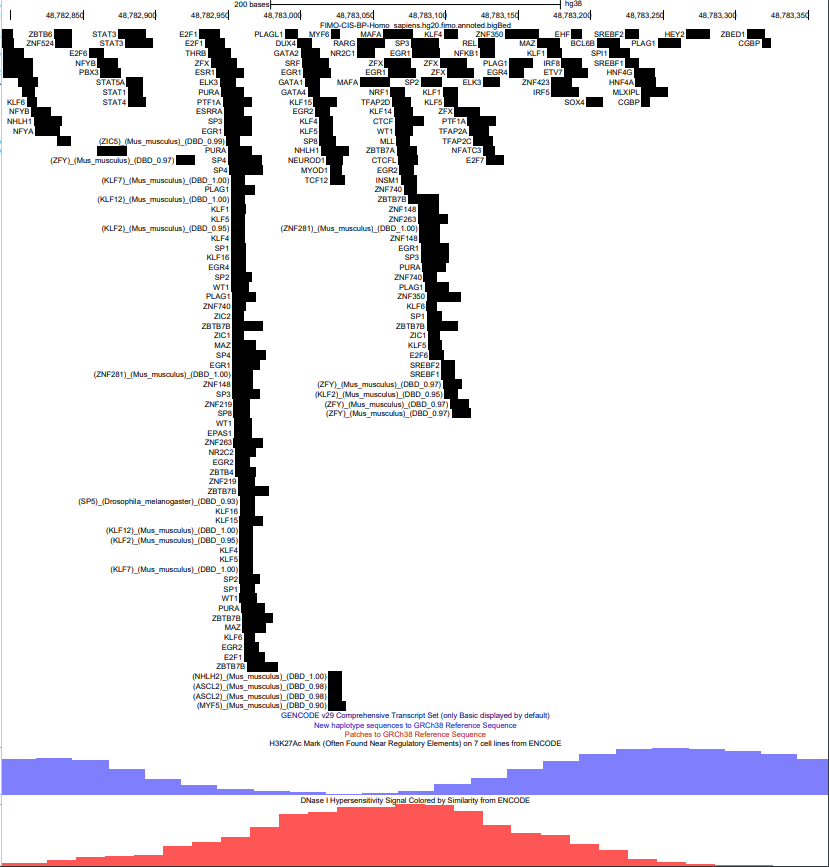 200 bases hg38
48,782,850 48,782,900 48,782,950 48,783,000 48,783,050 48,783,100 48,783,150 48,783,200 48,783,250 48,783,300 48,783,350
FIMO-CIS-BP-Homo_sapiens.hg20.fimo.annoted.bigBed
ZBTB6 STAT3 E2F1 PLAGL1 MYF6 MAFA KLF4 ZNF350 EHF SREBF2 HEY2 ZBED1
ZNF524 STAT3 E2F1 DUX4 RARG SP3 REL MAZ BCL6B PLAG1 CGBP
E2F6 THRB GATA2 NR2C1 EGR1 NFKB1 KLF1 SPI1
NFYB ZFX SRF ZFX ZFX PLAG1 IRF8 SREBF1
PBX3 ESR1 EGR1 EGR1 ZFX EGR4 ETV7 HNF4G
STAT5A ELK3 GATA1 MAFA SP2 ELK3 ZNF423 HNF4A
STAT1 PURA GATA4 NRF1 KLF1 IRF5 MLXIPL
KLF6 STAT4 PTF1A KLF15 TFAP2D KLF5 SOX4 CGBP
NFYB ESRRA EGR2 KLF14 ZFX
NHLH1 SP3 KLF4 CTCF PTF1A
NFYA EGR1 KLF5 WT1 TFAP2A
(ZIC5)_(Mus_musculus)_(DBD_0.99) SP8 MLL TFAP2C
PURA NHLH1 ZBTB7A NFATC3
(ZFY)_(Mus_musculus)_(DBD_0.97) SP4 NEUROD1 CTCFL E2F7
SP4 MYOD1 EGR2
(KLF7)_(Mus_musculus)_(DBD_1.00) TCF12 INSM1
PLAG1 ZNF740
(KLF12)_(Mus_musculus)_(DBD_1.00) ZBTB7B
KLF1 ZNF148
KLF5 ZNF263
(KLF2)_(Mus_musculus)_(DBD_0.95) (ZNF281)_(Mus_musculus)_(DBD_1.00)
KLF4 ZNF148
SP1 EGR1
KLF16 SP3
EGR4 PURA
SP2 ZNF740
WT1 PLAG1
PLAG1 ZNF350
ZNF740 KLF6
ZIC2 SP1
ZBTB7B ZBTB7B
ZIC1 ZIC1
MAZ KLF5
SP4 E2F6
EGR1 SREBF2
(ZNF281)_(Mus_musculus)_(DBD_1.00) SREBF1
ZNF148 (ZFY)_(Mus_musculus)_(DBD_0.97)
SP3 (KLF2)_(Mus_musculus)_(DBD_0.95)
ZNF219 (ZFY)_(Mus_musculus)_(DBD_0.97)
SP8 (ZFY)_(Mus_musculus)_(DBD_0.97)
WT1
EPAS1
ZNF263
NR2C2
EGR2
ZBTB4
ZNF219
ZBTB7B
(SP5)_(Drosophila_melanogaster)_(DBD_0.93)
KLF16
KLF15
(KLF12)_(Mus_musculus)_(DBD_1.00)
(KLF2)_(Mus_musculus)_(DBD_0.95)
KLF4
KLF5
(KLF7)_(Mus_musculus)_(DBD_1.00)
SP2
SP1
WT1
PURA
ZBTB7B
MAZ
KLF6
EGR2
E2F1
ZBTB7B
(NHLH2)_(Mus_musculus)_(DBD_1.00)
(ASCL2)_(Mus_musculus)_(DBD_0.98)
(ASCL2)_(Mus_musculus)_(DBD_0.98)
(MYF5)_(Mus_musculus)_(DBD_0.90)
GENCODE v29 Comprehensive Transcript Set (only Basic displayed by default)
New haplotype sequences to GRCh38 Reference Sequence
Patches to GRCh38 Reference Sequence
H3K27Ac Mark (Often Found Near Regulatory Elements) on 7 cell lines from ENCODE
DNase I Hypersensitivity Signal Colored by Similarity from ENCODE